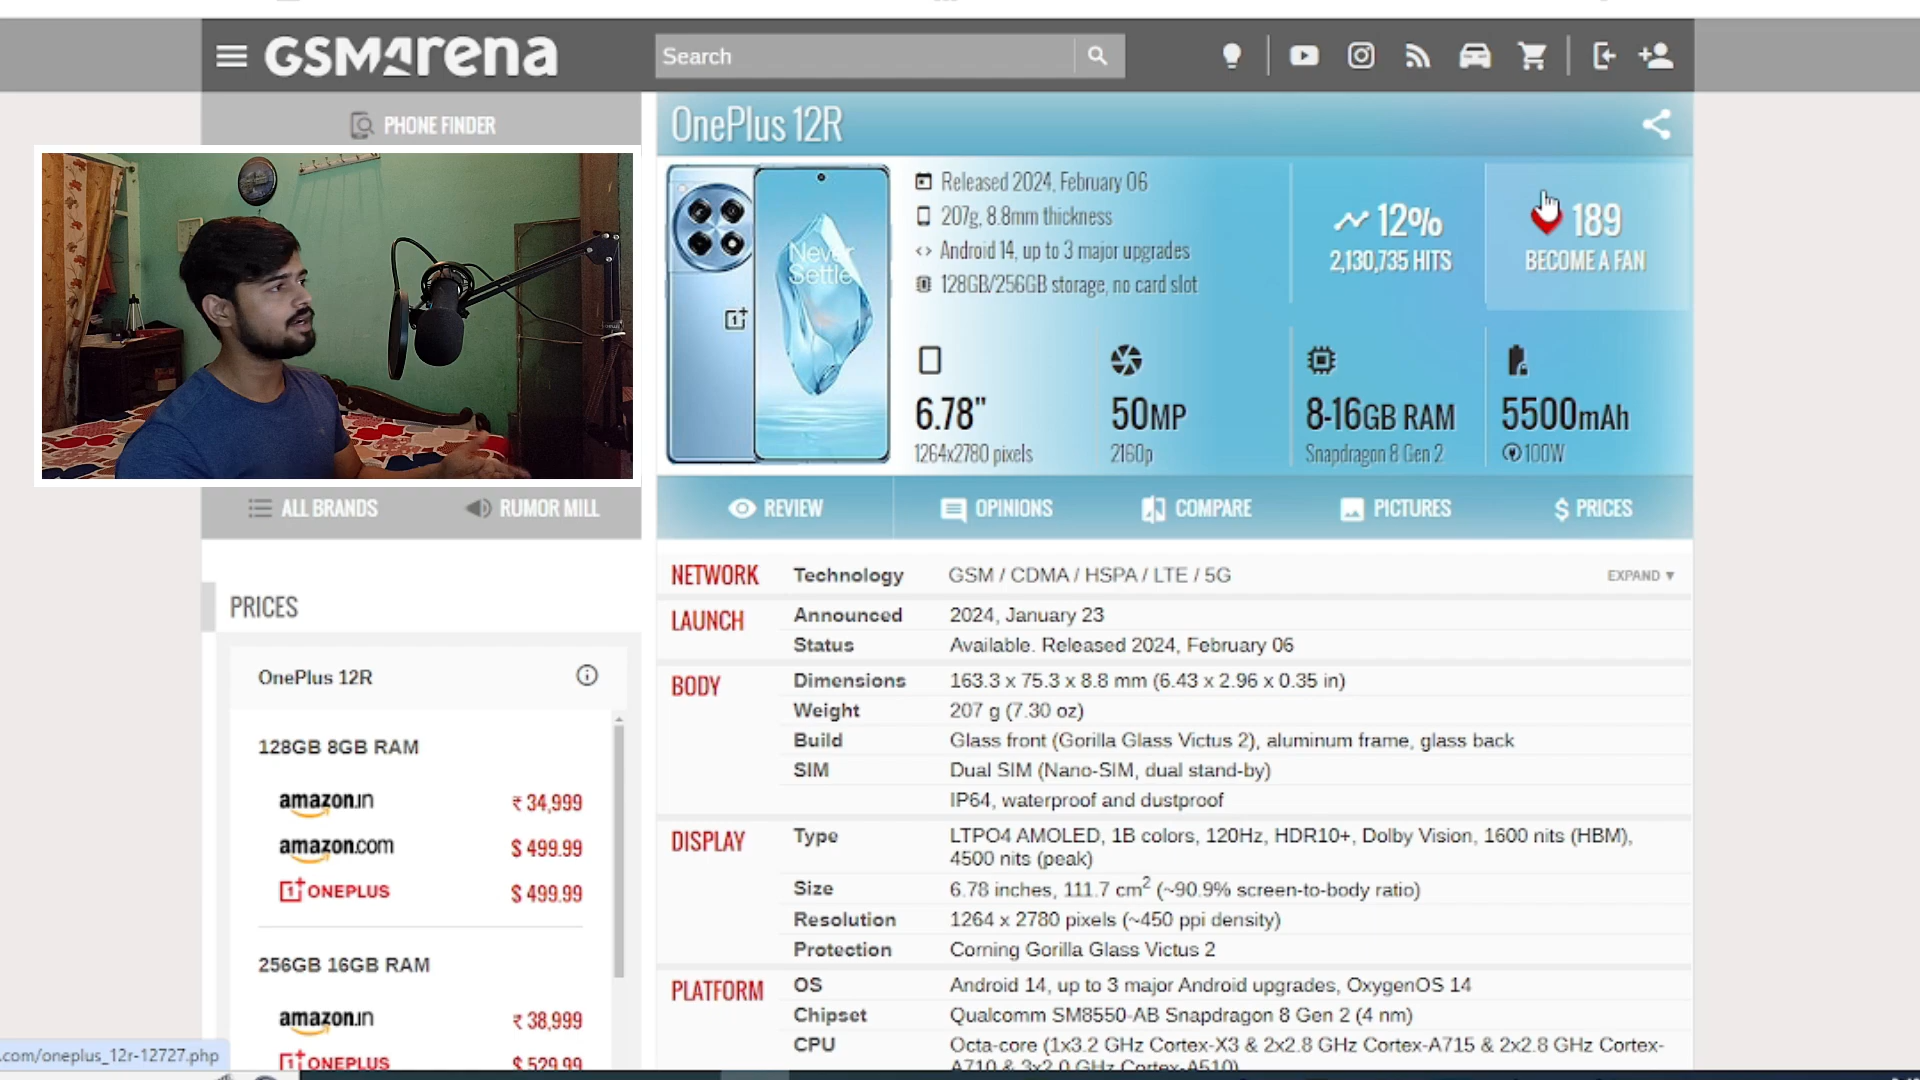 GSMArena
Search
PHONE FINDER
OnePlus 12R
Never
Settle
Released 2024, February 06
207g, 8.8mm thickness
Android 14, up to 3 major upgrades
128GB/256GB storage, no card slot
12%
2,130,735 HITS
189
BECOME A FAN
6.78"
1264x2780 pixels
50MP
2160p
8-16GB RAM
Snapdragon 8 Gen 2
5500mAh
100W
ALL BRANDS
RUMOR MILL
REVIEW
OPINIONS
COMPARE
PICTURES
PRICES
PRICES
OnePlus 12R
128GB 8GB RAM
amazon.in ₹ 34,999
amazon.com $ 499.99
ONEPLUS $ 499.99
256GB 16GB RAM
amazon.in ₹ 38,999
ONEPLUS $ 529.99
.com/oneplus_12r-12727.php
NETWORK Technology GSM / CDMA / HSPA / LTE / 5G EXPAND ▼
LAUNCH Announced 2024, January 23
Status Available. Released 2024, February 06
BODY Dimensions 163.3 x 75.3 x 8.8 mm (6.43 x 2.96 x 0.35 in)
Weight 207 g (7.30 oz)
Build Glass front (Gorilla Glass Victus 2), aluminum frame, glass back
SIM Dual SIM (Nano-SIM, dual stand-by)
IP64, waterproof and dustproof
DISPLAY Type LTPO4 AMOLED, 1B colors, 120Hz, HDR10+, Dolby Vision, 1600 nits (HBM),
4500 nits (peak)
Size 6.78 inches, 111.7 cm² (~90.9% screen-to-body ratio)
Resolution 1264 x 2780 pixels (~450 ppi density)
Protection Corning Gorilla Glass Victus 2
PLATFORM OS Android 14, up to 3 major Android upgrades, OxygenOS 14
Chipset Qualcomm SM8550-AB Snapdragon 8 Gen 2 (4 nm)
CPU Octa-core (1x3.2 GHz Cortex-X3 & 2x2.8 GHz Cortex-A715 & 2x2.8 GHz Cortex-
A710 & 3x2.0 GHz Cortex-A510)